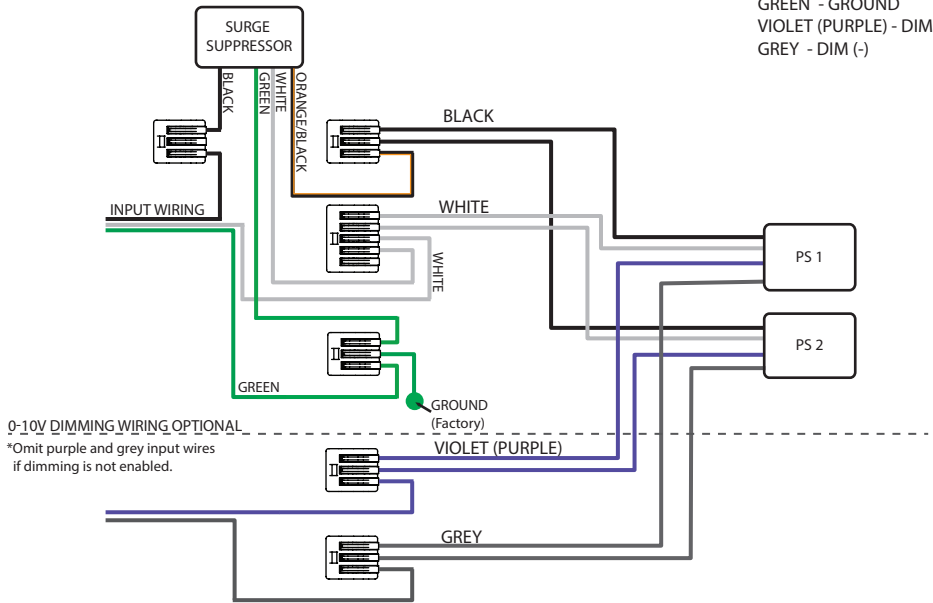 GREEN - GROUND
VIOLET (PURPLE) - DIM
GREY - DIM (-)
SURGE
SUPPRESSOR
BLACK
GREEN
WHITE
ORANGE/BLACK
BLACK
INPUT WIRING
WHITE
WHITE
PS 1
PS 2
GREEN
GROUND
(Factory)
0-10V DIMMING WIRING OPTIONAL
*Omit purple and grey input wires
if dimming is not enabled.
VIOLET (PURPLE)
GREY